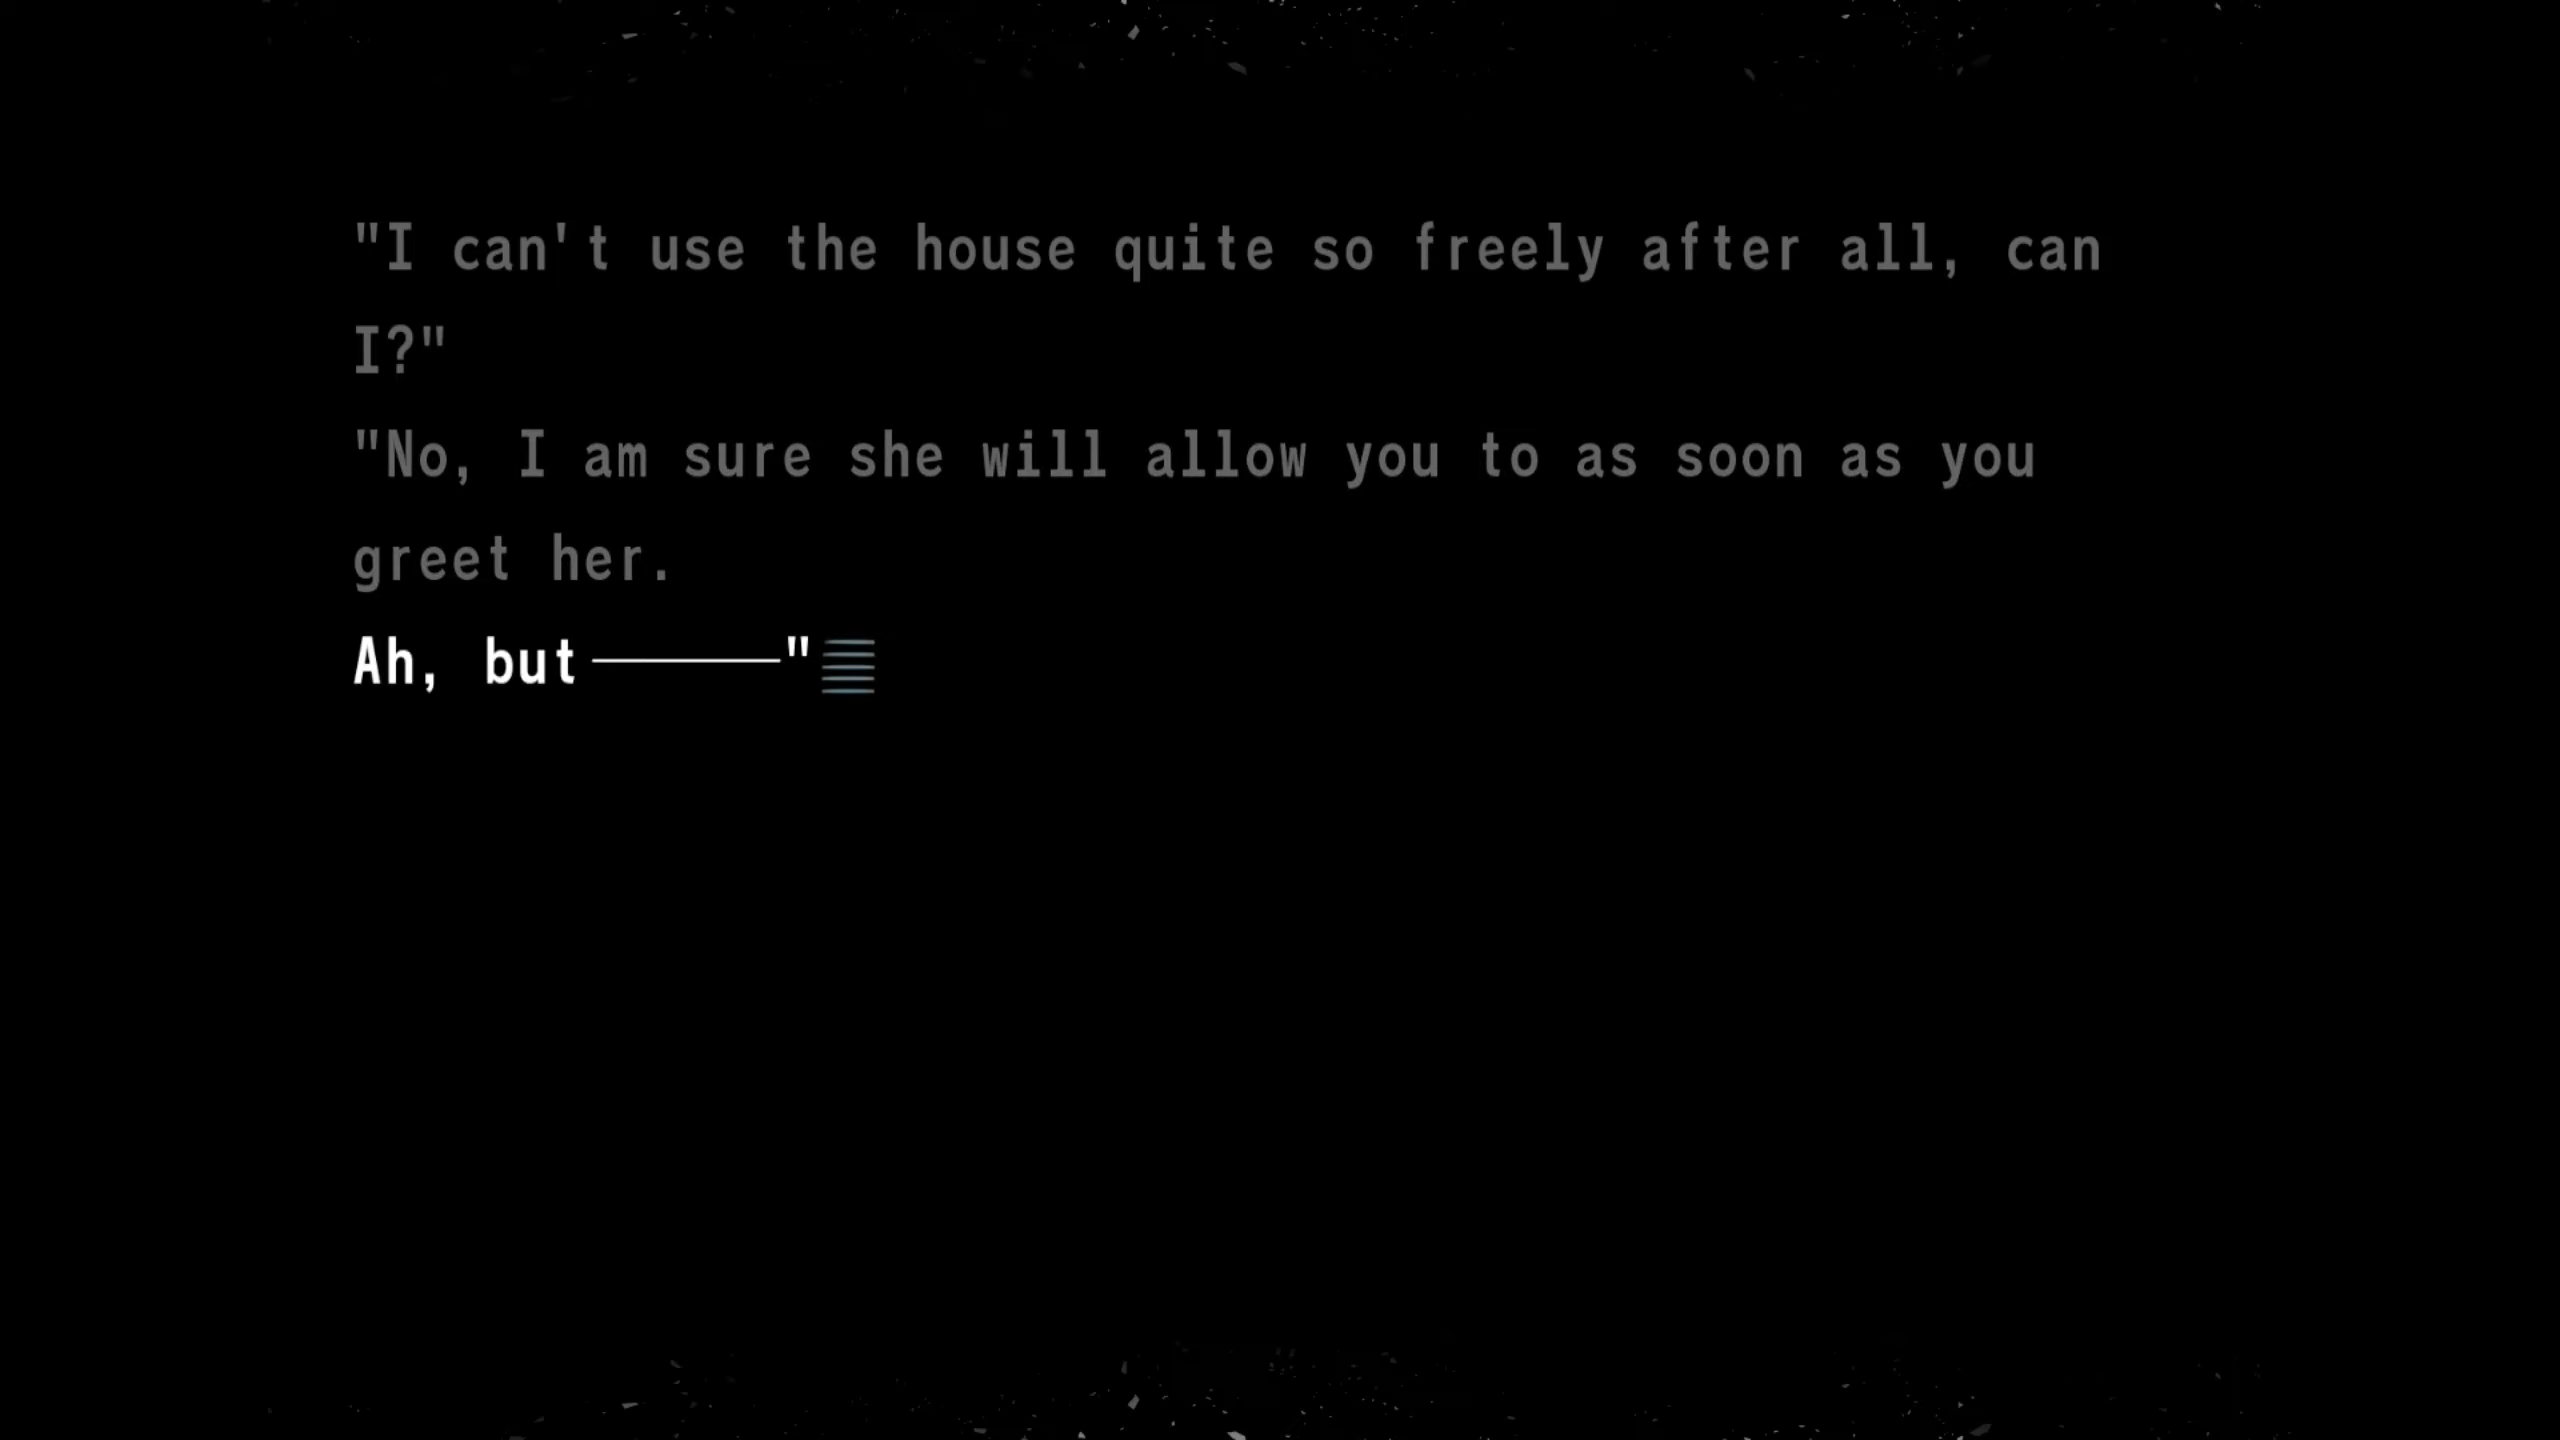 "I can't use the house quite so freely after all, can
I?"
"No, I am sure she will allow you to as soon as you
greet her.
Ah, but―――"